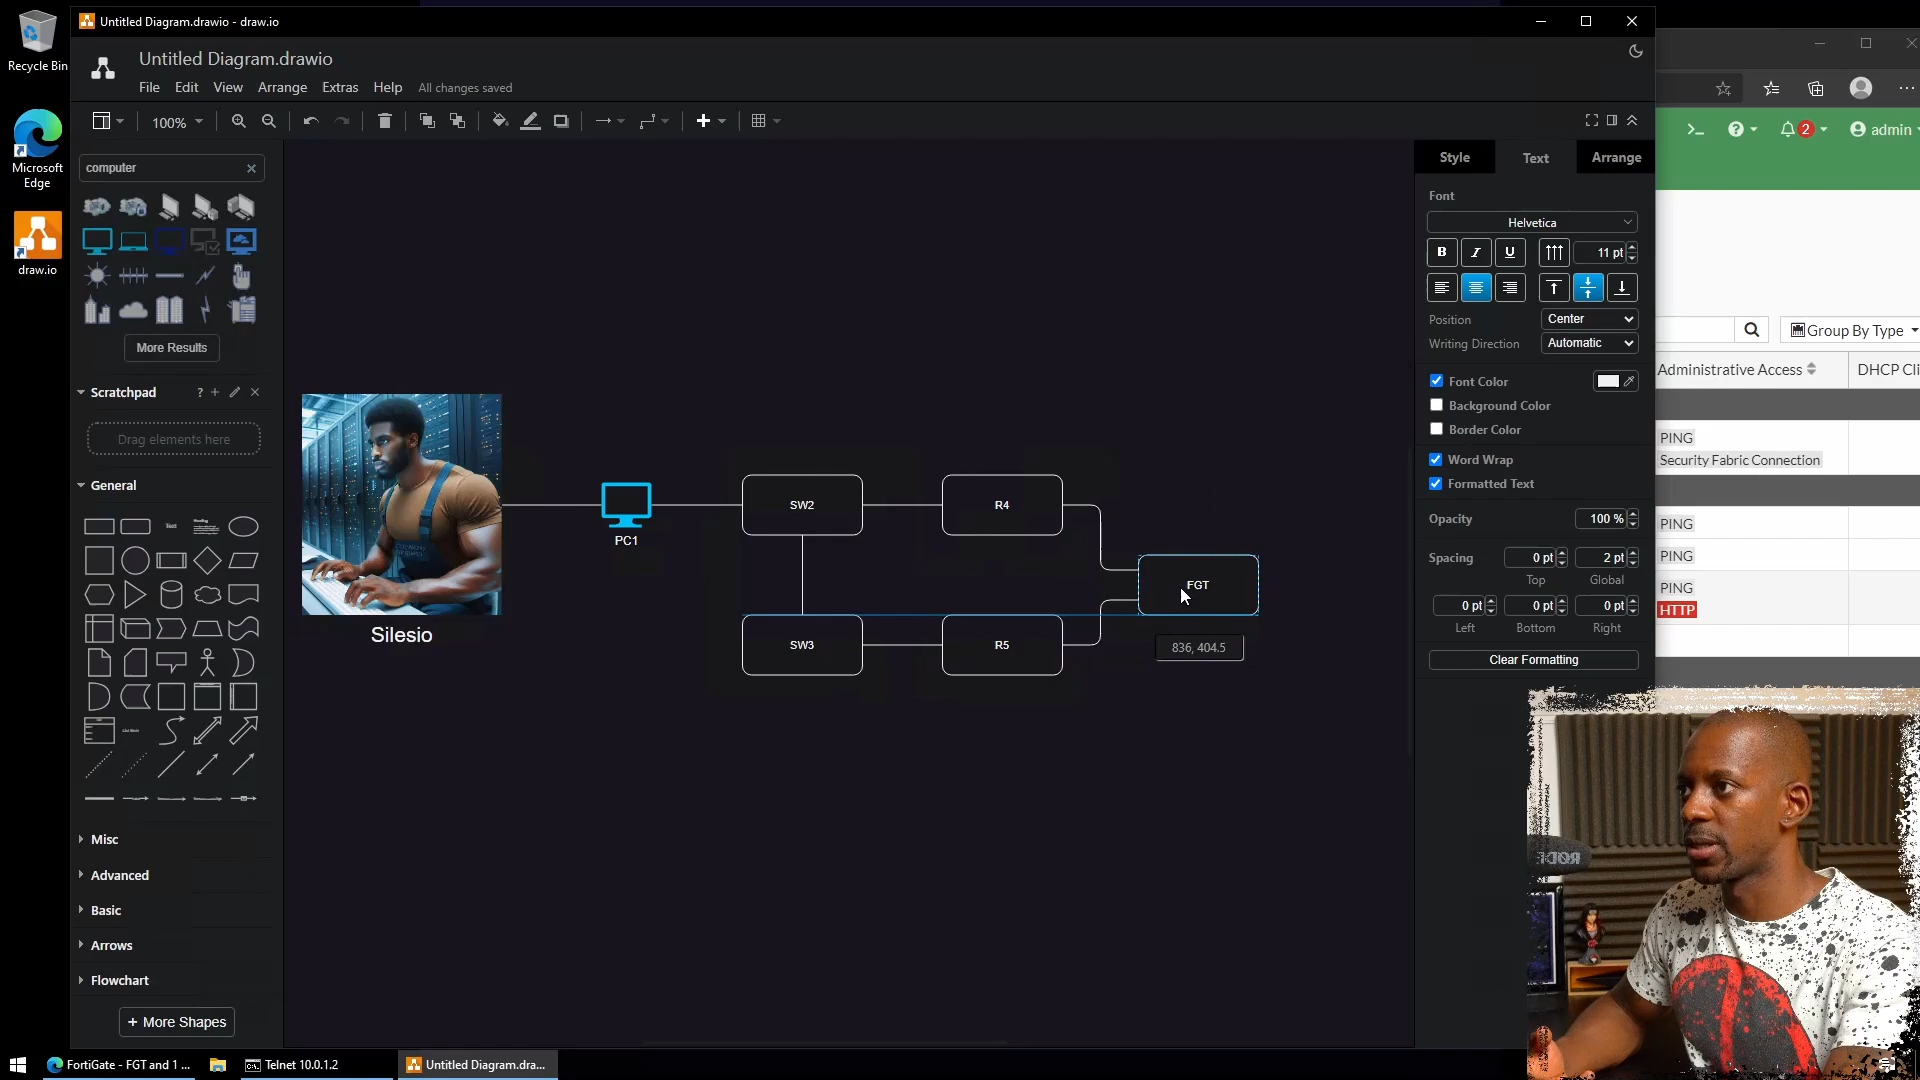 Recycle Bin
Microsoft
Edge
draw.io
Untitled Diagram.drawio - draw.io
Untitled Diagram.drawio
File Edit View Arrange Extras Help All changes saved
100%
computer
More Results
Scratchpad
?
Drag elements here
General
Text
Heading
Misc
Advanced
Basic
Arrows
Flowchart
+ More Shapes
Silesio
PC1
SW2
R4
FGT
SW3
R5
836, 404.5
Style Text Arrange
Font
Helvetica
B I U 11 pt
Position Center
Writing Direction Automatic
Font Color
Background Color
Border Color
Word Wrap
Formatted Text
Opacity 100 %
Spacing 0 pt 2 pt
Top Global
0 pt 0 pt 0 pt
Left Bottom Right
Clear Formatting
2 admin
Group By Type
Administrative Access DHCP Cli
PING
Security Fabric Connection
PING
PING
PING
HTTP
RODE
FortiGate - FGT and 1 ...
Telnet 10.0.1.2
Untitled Diagram.dra...